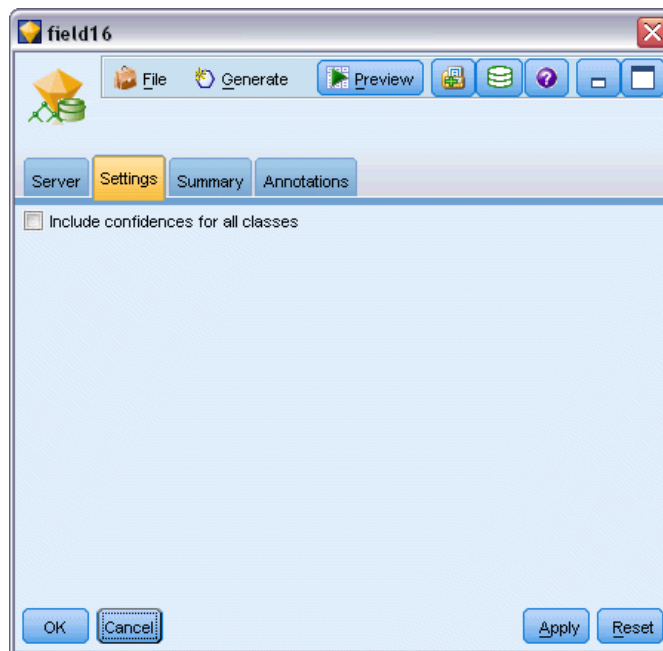 field16
File Generate Preview
Server Settings Summary Annotations
Include confidences for all classes
OK Cancel Apply Reset